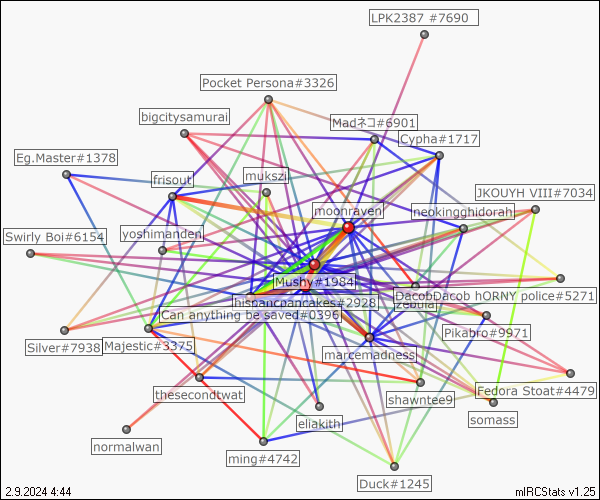 LPK2387 #7690
Pocket Persona#3326
bigcitysamurai
Madネコ#6901
Cypha#1717
Eg.Master#1378
frisout
mukszi
JKOUYH VIII#7034
moonraven
neokingghidorah
Swirly Boi#6154
yoshimanden
Mushy#1984
hispanicpancakes#2928
DacobDacob hORNY police#5271
Can anything be saved#0396
Pikabro#9971
Silver#7938
Majestic#3375
marcemadness
thesecondtwat
shawntee9
Fedora Stoat#4479
somass
eliakith
normalwan
ming#4742
Duck#1245
2.9.2024 4:44
mIRCStats v1.25